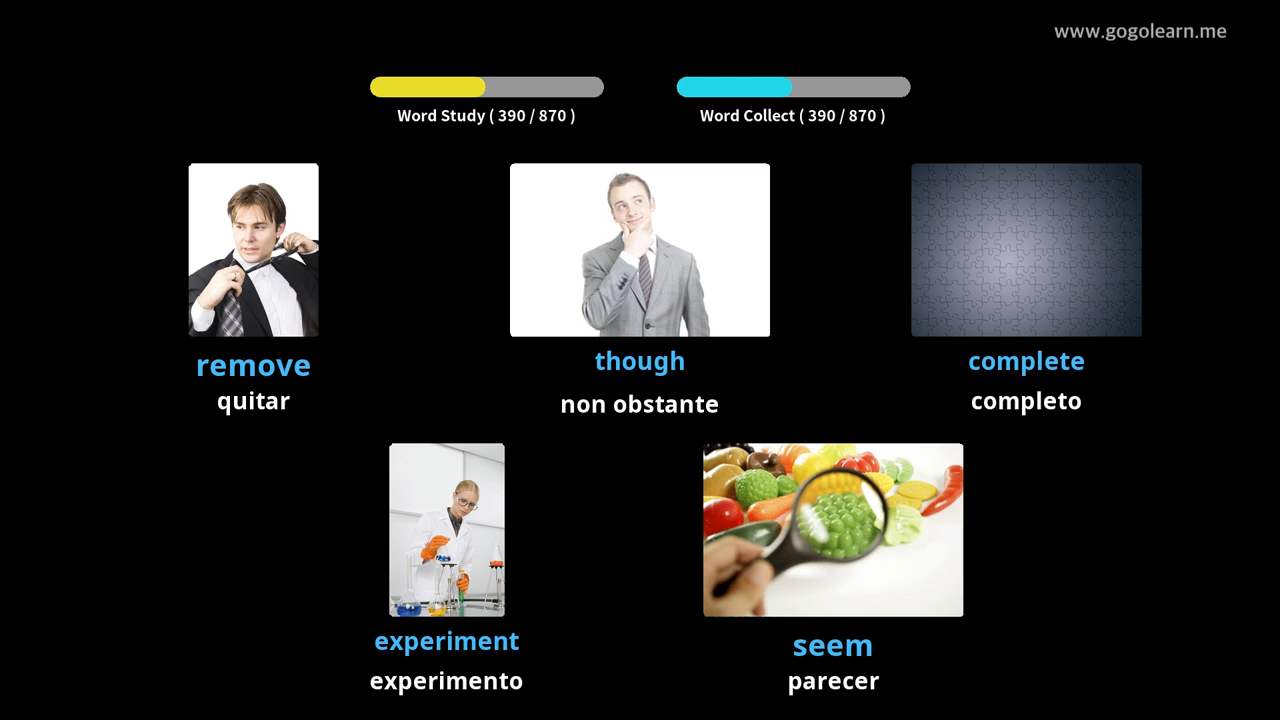 www.gogolearn.me
Word Study ( 390 / 870 )
Word Collect ( 390 / 870 )
remove
quitar
though
non obstante
complete
completo
experiment
experimento
seem
parecer